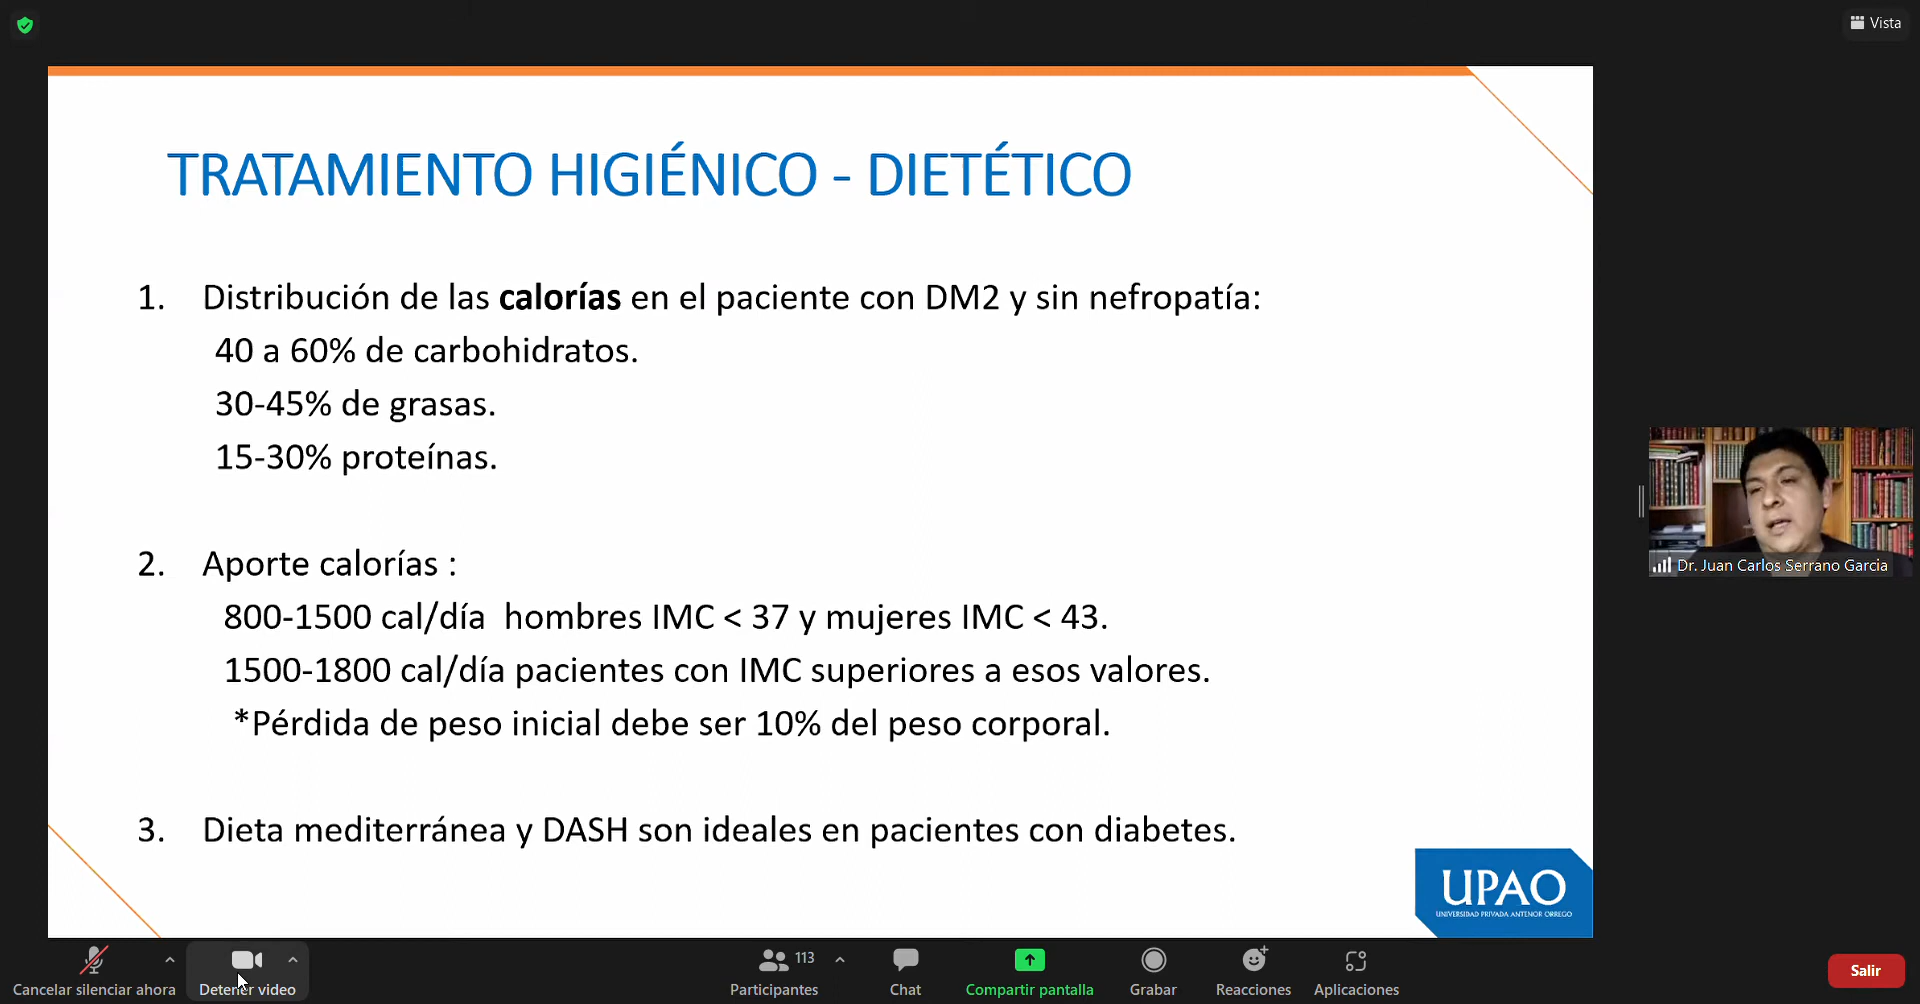 Vista
TRATAMIENTO HIGIÉNICO - DIETÉTICO
1. Distribución de las calorías en el paciente con DM2 y sin nefropatía:
40 a 60% de carbohidratos.
30-45% de grasas.
15-30% proteínas.
2. Aporte calorías :
800-1500 cal/día hombres IMC < 37 y mujeres IMC < 43.
1500-1800 cal/día pacientes con IMC superiores a esos valores.
*Pérdida de peso inicial debe ser 10% del peso corporal.
3. Dieta mediterránea y DASH son ideales en pacientes con diabetes.
UPAO
UNIVERSIDAD PRIVADA ANTENOR ORREGO
Dr. Juan Carlos Serrano Garcia
113
Cancelar silenciar ahora
Detener video
Participantes
Chat
Compartir pantalla
Grabar
Reacciones
Aplicaciones
Salir